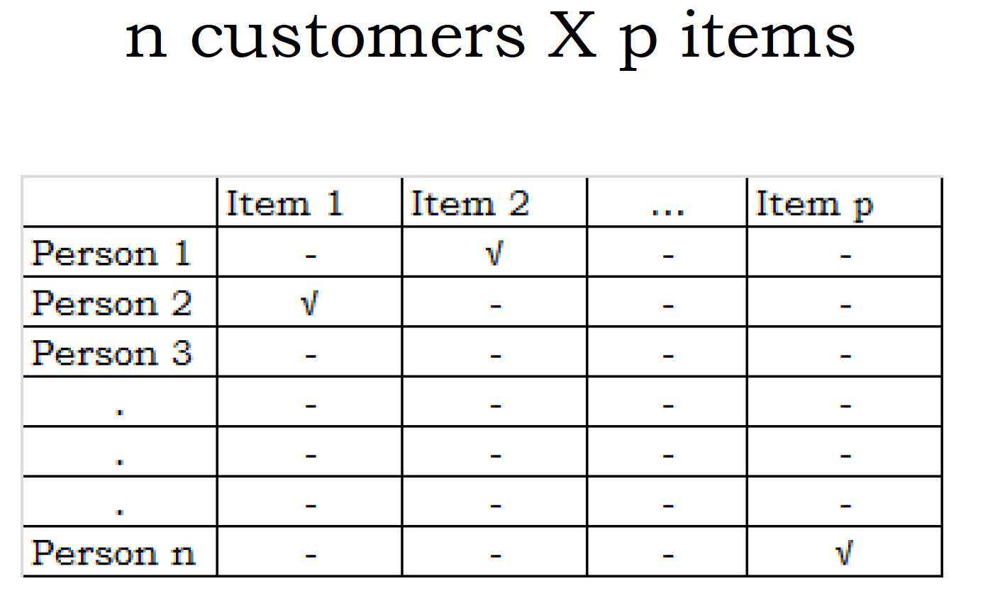 n customers X p items
Item 1 Item 2 ... Item p
Person 1 - √ - -
Person 2 √ - - -
Person 3 - - - -
. - - - -
. - - - -
. - - - -
Person n - - - √